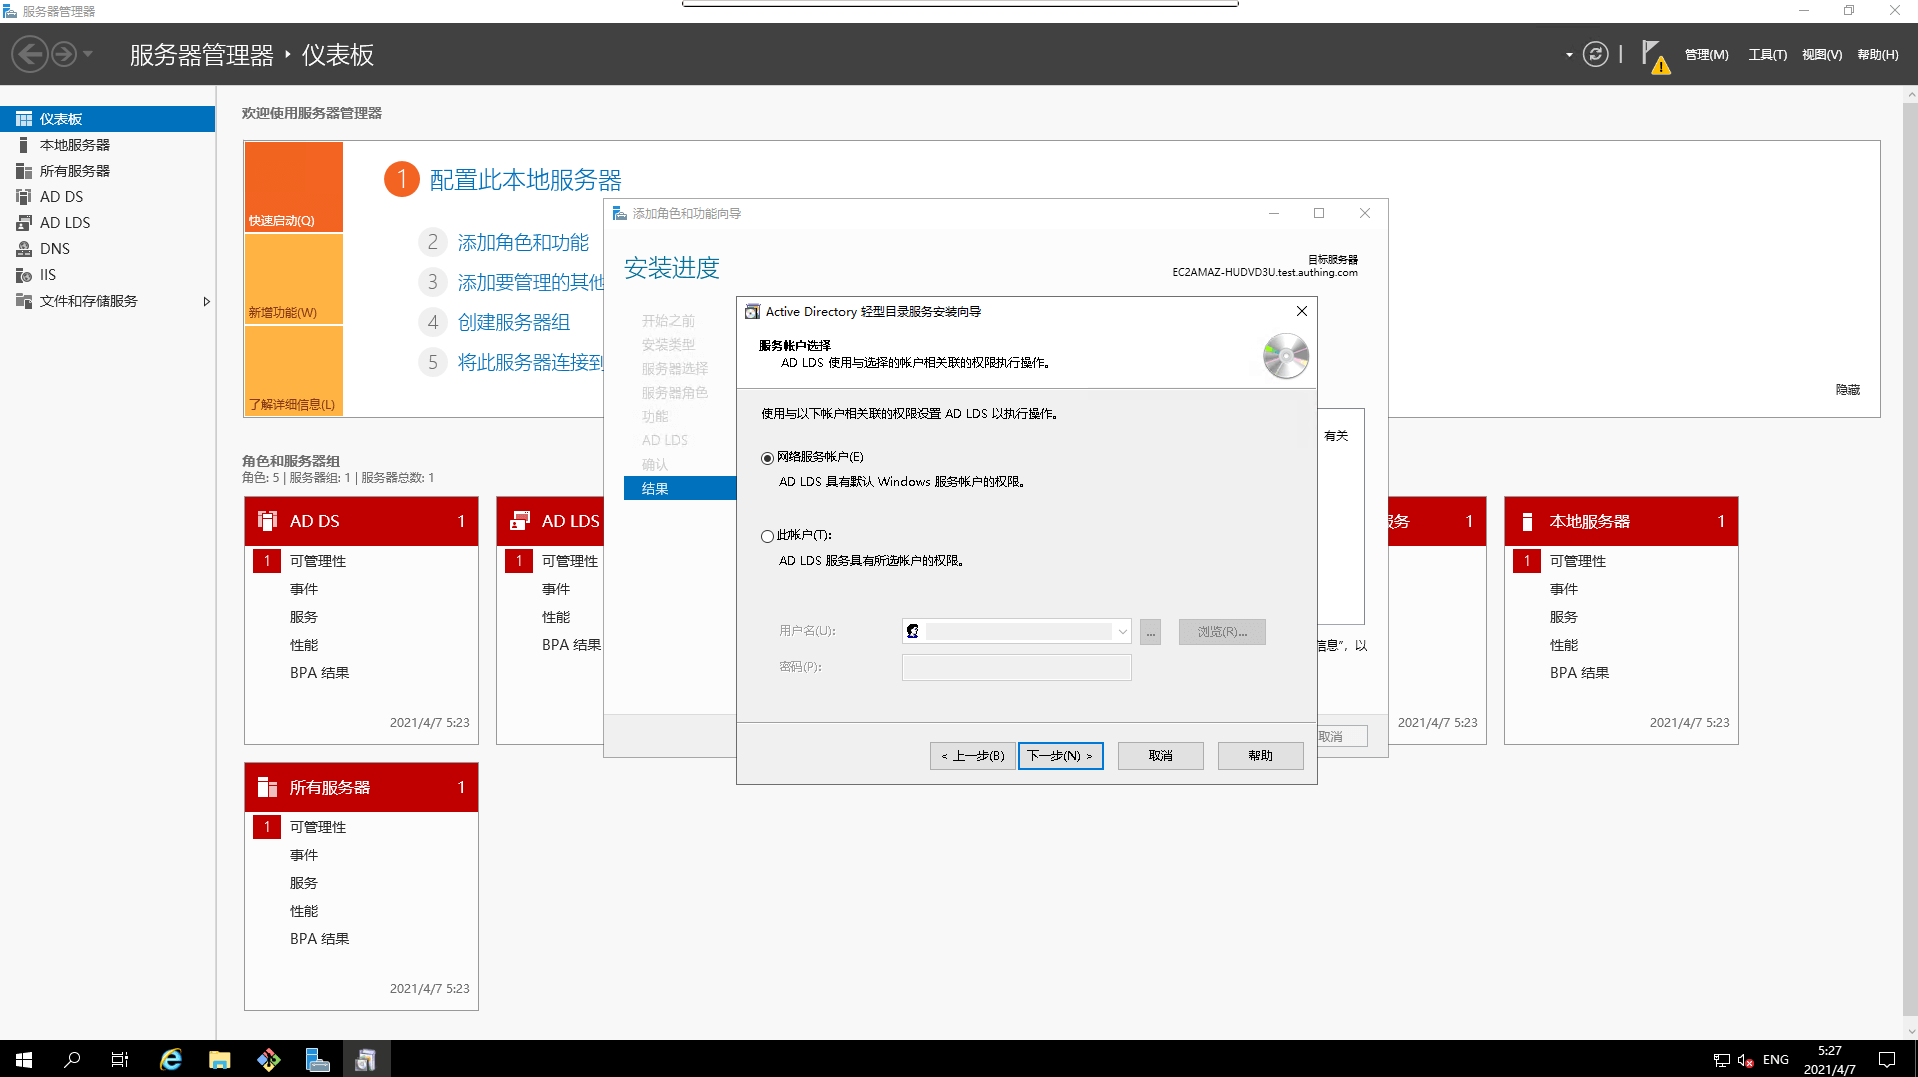 服务器管理器
服务器管理器 ‣ 仪表板
管理(M) 工具(T) 视图(V) 帮助(H)
仪表板
本地服务器
所有服务器
AD DS
AD LDS
DNS
IIS
文件和存储服务
欢迎使用服务器管理器
快速启动(Q)
新增功能(W)
了解详细信息(L)
1 配置此本地服务器
2 添加角色和功能
3 添加要管理的其他
4 创建服务器组
5 将此服务器连接到
隐藏
角色和服务器组
角色: 5 | 服务器组: 1 | 服务器总数: 1
AD DS 1
1 可管理性
事件
服务
性能
BPA 结果
2021/4/7 5:23
AD LDS
1 可管理性
事件
性能
BPA 结果
服务 1
2021/4/7 5:23
本地服务器 1
1 可管理性
事件
服务
性能
BPA 结果
2021/4/7 5:23
所有服务器 1
1 可管理性
事件
服务
性能
BPA 结果
2021/4/7 5:23
添加角色和功能向导
安装进度
目标服务器
EC2AMAZ-HUDVD3U.test.authing.com
开始之前
安装类型
服务器选择
服务器角色
功能
AD LDS
确认
结果
有关
信息", 以
取消
Active Directory 轻型目录服务安装向导
服务帐户选择
AD LDS 使用与选择的帐户相关联的权限执行操作。
使用与以下帐户相关联的权限设置 AD LDS 以执行操作。
网络服务帐户(E)
AD LDS 具有默认 Windows 服务帐户的权限。
此帐户(T):
AD LDS 服务具有所选帐户的权限。
用户名(U):
... 浏览(R)...
密码(P):
< 上一步(B) 下一步(N) > 取消 帮助
ENG
5:27
2021/4/7